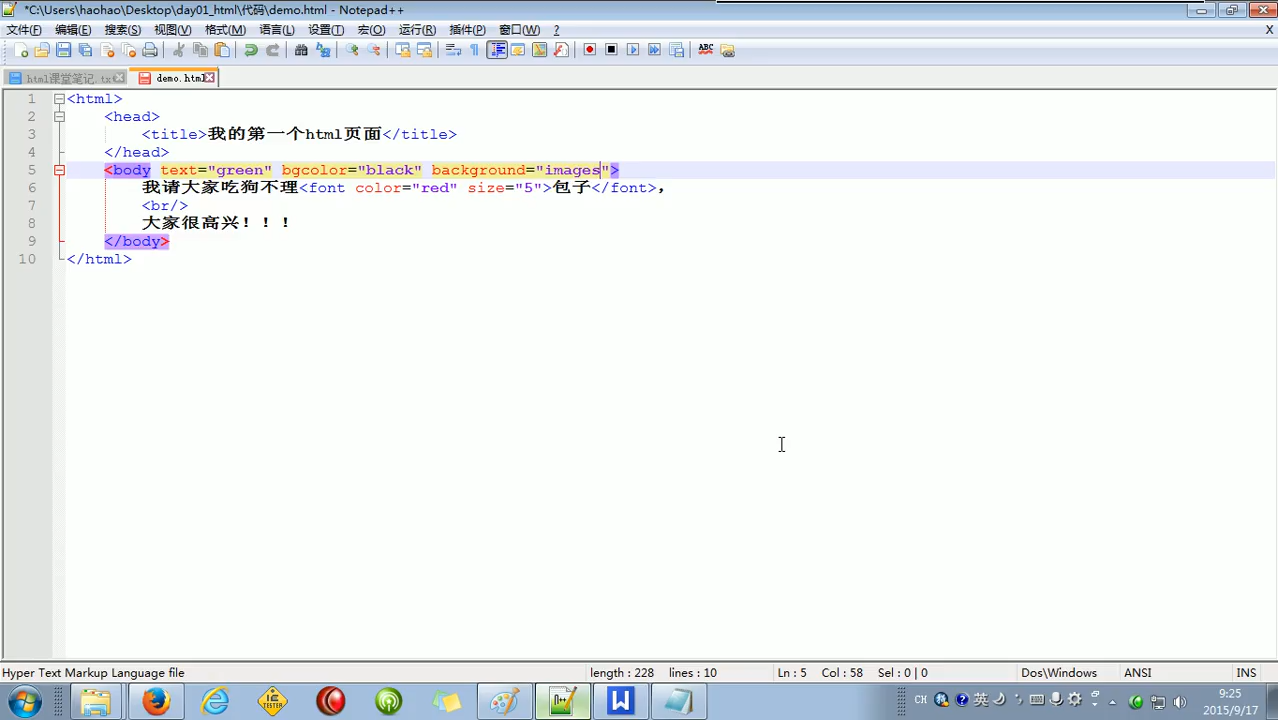 *C:\Users\haohao\Desktop\day01_html\代码\demo.html - Notepad++
文件(F) 编辑(E) 搜索(S) 视图(V) 格式(M) 语言(L) 设置(T) 宏(O) 运行(R) 插件(P) 窗口(W) ? X
ABC
html课堂笔记.txt demo.html
1 <html>
2 <head>
3 <title>我的第一个html页面</title>
4 </head>
5 <body text="green" bgcolor="black" background="images">
6 我请大家吃狗不理<font color="red" size="5">包子</font>，
7 <br/>
8 大家很高兴！！！
9 </body>
10 </html>
Hyper Text Markup Language file length : 228 lines : 10 Ln : 5 Col : 58 Sel : 0 | 0 Dos\Windows ANSI INS
CH 英 9:25
2015/9/17